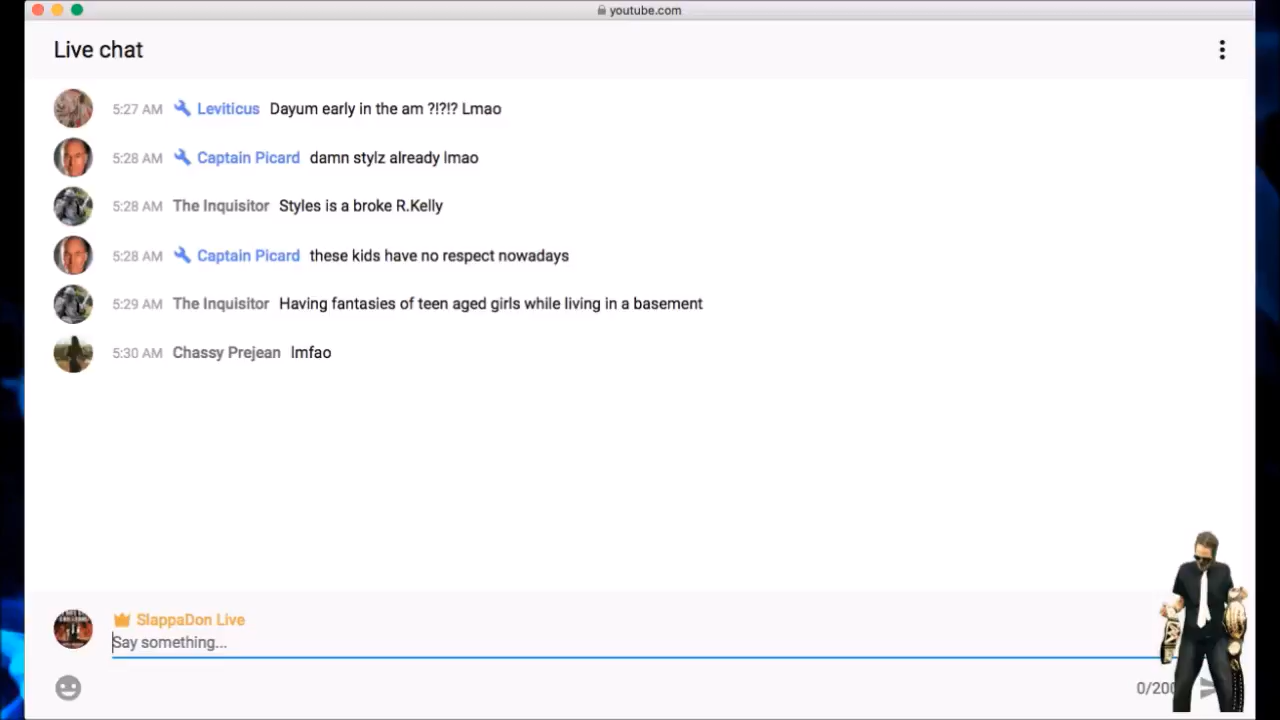 youtube.com
Live chat
5:27 AM Leviticus Dayum early in the am ?!?!? Lmao
5:28 AM Captain Picard damn stylz already lmao
5:28 AM The Inquisitor Styles is a broke R.Kelly
5:28 AM Captain Picard these kids have no respect nowadays
5:29 AM The Inquisitor Having fantasies of teen aged girls while living in a basement
5:30 AM Chassy Prejean lmfao
SlappaDon Live
Say something...
0/200